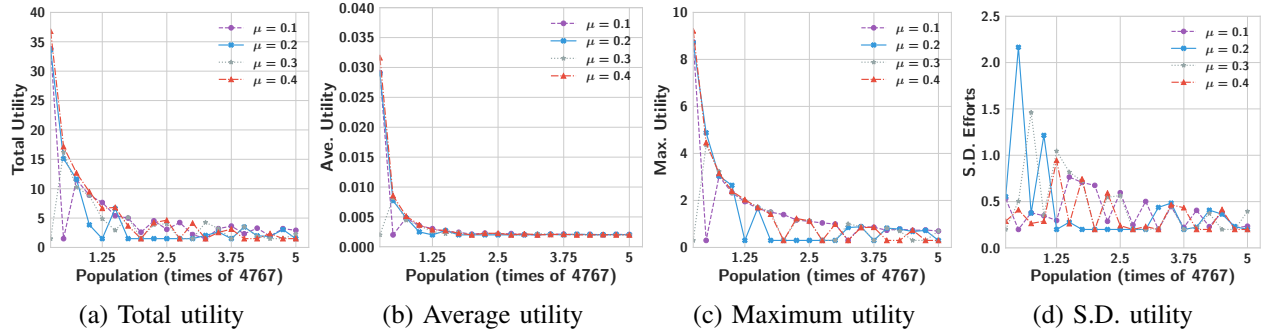 Total Utility
40
35
30
25
20
15
10
5
0
μ = 0.1
μ = 0.2
μ = 0.3
μ = 0.4
1.25 2.5 3.75 5
Population (times of 4767)
(a) Total utility
Ave. Utility
0.040
0.035
0.030
0.025
0.020
0.015
0.010
0.005
0.000
μ = 0.1
μ = 0.2
μ = 0.3
μ = 0.4
1.25 2.5 3.75 5
Population (times of 4767)
(b) Average utility
Max. Utility
10
8
6
4
2
0
μ = 0.1
μ = 0.2
μ = 0.3
μ = 0.4
1.25 2.5 3.75 5
Population (times of 4767)
(c) Maximum utility
S.D. Efforts
2.5
2.0
1.5
1.0
0.5
0.0
μ = 0.1
μ = 0.2
μ = 0.3
μ = 0.4
1.25 2.5 3.75 5
Population (times of 4767)
(d) S.D. utility